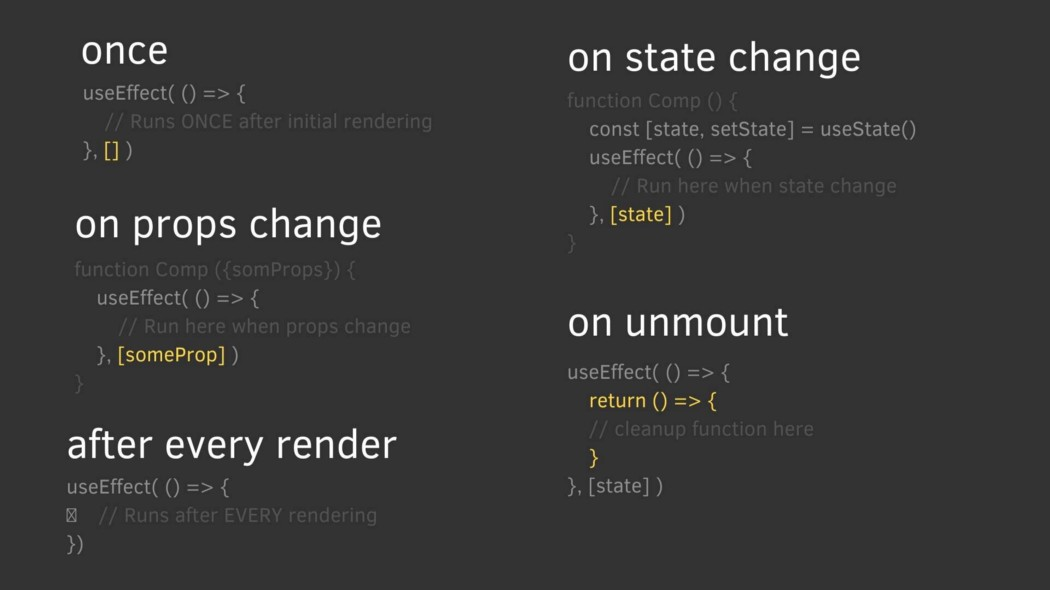 once
useEffect( () => {
// Runs ONCE after initial rendering
}, [] )
on props change
function Comp ({somProps}) {
useEffect( () => {
// Run here when props change
}, [someProp] )
}
after every render
useEffect( () => {
// Runs after EVERY rendering
})
on state change
function Comp () {
const [state, setState] = useState()
useEffect( () => {
// Run here when state change
}, [state] )
}
on unmount
useEffect( () => {
return () => {
// cleanup function here
}
}, [state] )